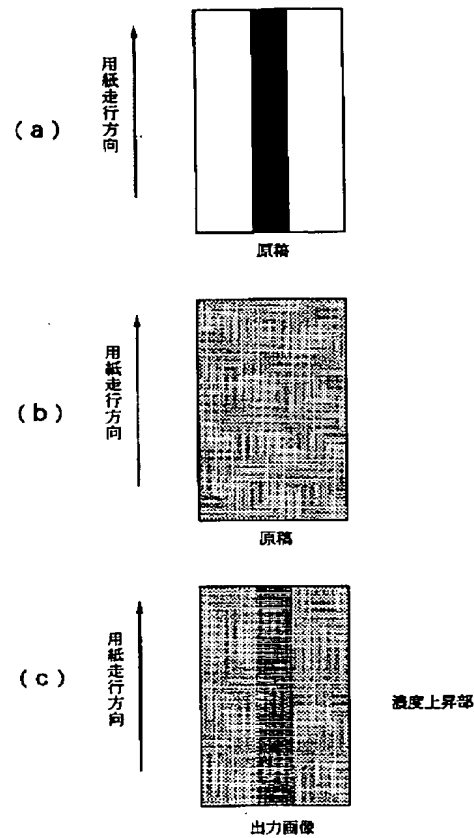 (a)
用紙走行方向
原稿
(b)
用紙走行方向
原稿
(c)
用紙走行方向
濃度上昇部
出力画像